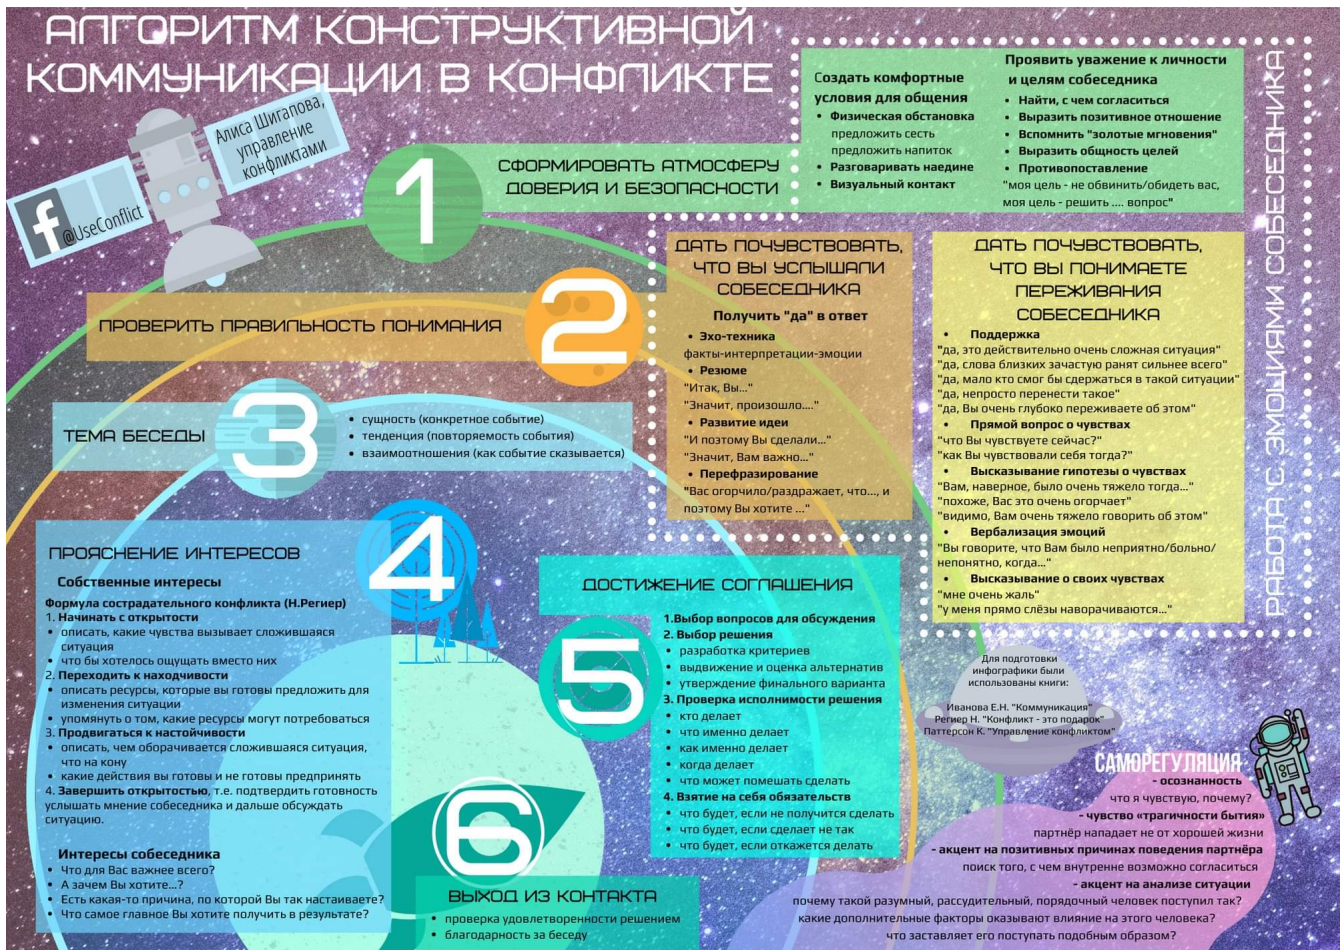 АЛГОРИТМ КОНСТРУКТИВНОЙ
КОММУНИКАЦИИ В КОНФЛИКТЕ
Алиса Шигапова,
управление
конфликтами
f
@UseConflict
1
СФОРМИРОВАТЬ АТМОСФЕРУ
ДОВЕРИЯ И БЕЗОПАСНОСТИ
Создать комфортные
условия для общения
• Физическая обстановка
предложить сесть
предложить напиток
• Разговаривать наедине
• Визуальный контакт
Проявить уважение к личности
и целям собеседника
• Найти, с чем согласиться
• Выразить позитивное отношение
• Вспомнить "золотые мгновения"
• Выразить общность целей
• Противопоставление
"моя цель - не обвинить/обидеть вас,
моя цель - решить .... вопрос"
РАБОТА С ЭМОЦИЯМИ СОБЕСЕДНИКА
2
ПРОВЕРИТЬ ПРАВИЛЬНОСТЬ ПОНИМАНИЯ
ДАТЬ ПОЧУВСТВОВАТЬ,
ЧТО ВЫ УСЛЫШАЛИ
СОБЕСЕДНИКА
Получить "да" в ответ
• Эхо-техника
факты-интерпретации-эмоции
• Резюме
"Итак, Вы..."
"Значит, произошло...."
• Развитие идеи
"И поэтому Вы сделали..."
"Значит, Вам важно..."
• Перефразирование
"Вас огорчило/раздражает, что..., и
поэтому Вы хотите ..."
ДАТЬ ПОЧУВСТВОВАТЬ,
ЧТО ВЫ ПОНИМАЕТЕ
ПЕРЕЖИВАНИЯ
СОБЕСЕДНИКА
• Поддержка
"да, это действительно очень сложная ситуация"
"да, слова близких зачастую ранят сильнее всего"
"да, мало кто смог бы сдержаться в такой ситуации"
"да, непросто перенести такое"
"да, Вы очень глубоко переживаете об этом"
• Прямой вопрос о чувствах
"что Вы чувствуете сейчас?"
"как Вы чувствовали себя тогда?"
• Высказывание гипотезы о чувствах
"Вам, наверное, было очень тяжело тогда..."
"похоже, Вас это очень огорчает"
"видимо, Вам очень тяжело говорить об этом"
• Вербализация эмоций
"Вы говорите, что Вам было неприятно/больно/
непонятно, когда..."
• Высказывание о своих чувствах
"мне очень жаль"
"у меня прямо слёзы наворачиваются..."
3
ТЕМА БЕСЕДЫ
• сущность (конкретное событие)
• тенденция (повторяемость события)
• взаимоотношения (как событие сказывается)
4
ПРОЯСНЕНИЕ ИНТЕРЕСОВ
Собственные интересы
Формула сострадательного конфликта (Н.Региер)
1. Начинать с открытости
• описать, какие чувства вызывает сложившаяся
ситуация
• что бы хотелось ощущать вместо них
2. Переходить к находчивости
• описать ресурсы, которые вы готовы предложить для
изменения ситуации
• упомянуть о том, какие ресурсы могут потребоваться
3. Продвигаться к настойчивости
• описать, чем оборачивается сложившаяся ситуация,
что на кону
• какие действия вы готовы и не готовы предпринять
4. Завершить открытостью, т.е. подтвердить готовность
услышать мнение собеседника и дальше обсуждать
ситуацию.
Интересы собеседника
• Что для Вас важнее всего?
• А зачем Вы хотите...?
• Есть какая-то причина, по которой Вы так настаиваете?
• Что самое главное Вы хотите получить в результате?
5
ДОСТИЖЕНИЕ СОГЛАШЕНИЯ
1.Выбор вопросов для обсуждения
2. Выбор решения
• разработка критериев
• выдвижение и оценка альтернатив
• утверждение финального варианта
3. Проверка исполнимости решения
• кто делает
• что именно делает
• как именно делает
• когда делает
• что может помешать сделать
4. Взятие на себя обязательств
• что будет, если не получится сделать
• что будет, если сделает не так
• что будет, если откажется делать
6
ВЫХОД ИЗ КОНТАКТА
• проверка удовлетворенности решением
• благодарность за беседу
Для подготовки
инфографики были
использованы книги:
Иванова Е.Н. "Коммуникация"
Региер Н. "Конфликт - это подарок"
Паттерсон К. "Управление конфликтом"
САМОРЕГУЛЯЦИЯ
- осознанность
что я чувствую, почему?
- чувство «трагичности бытия»
партнёр нападает не от хорошей жизни
- акцент на позитивных причинах поведения партнёра
поиск того, с чем внутренне возможно согласиться
- акцент на анализе ситуации
почему такой разумный, рассудительный, порядочный человек поступил так?
какие дополнительные факторы оказывают влияние на этого человека?
что заставляет его поступать подобным образом?